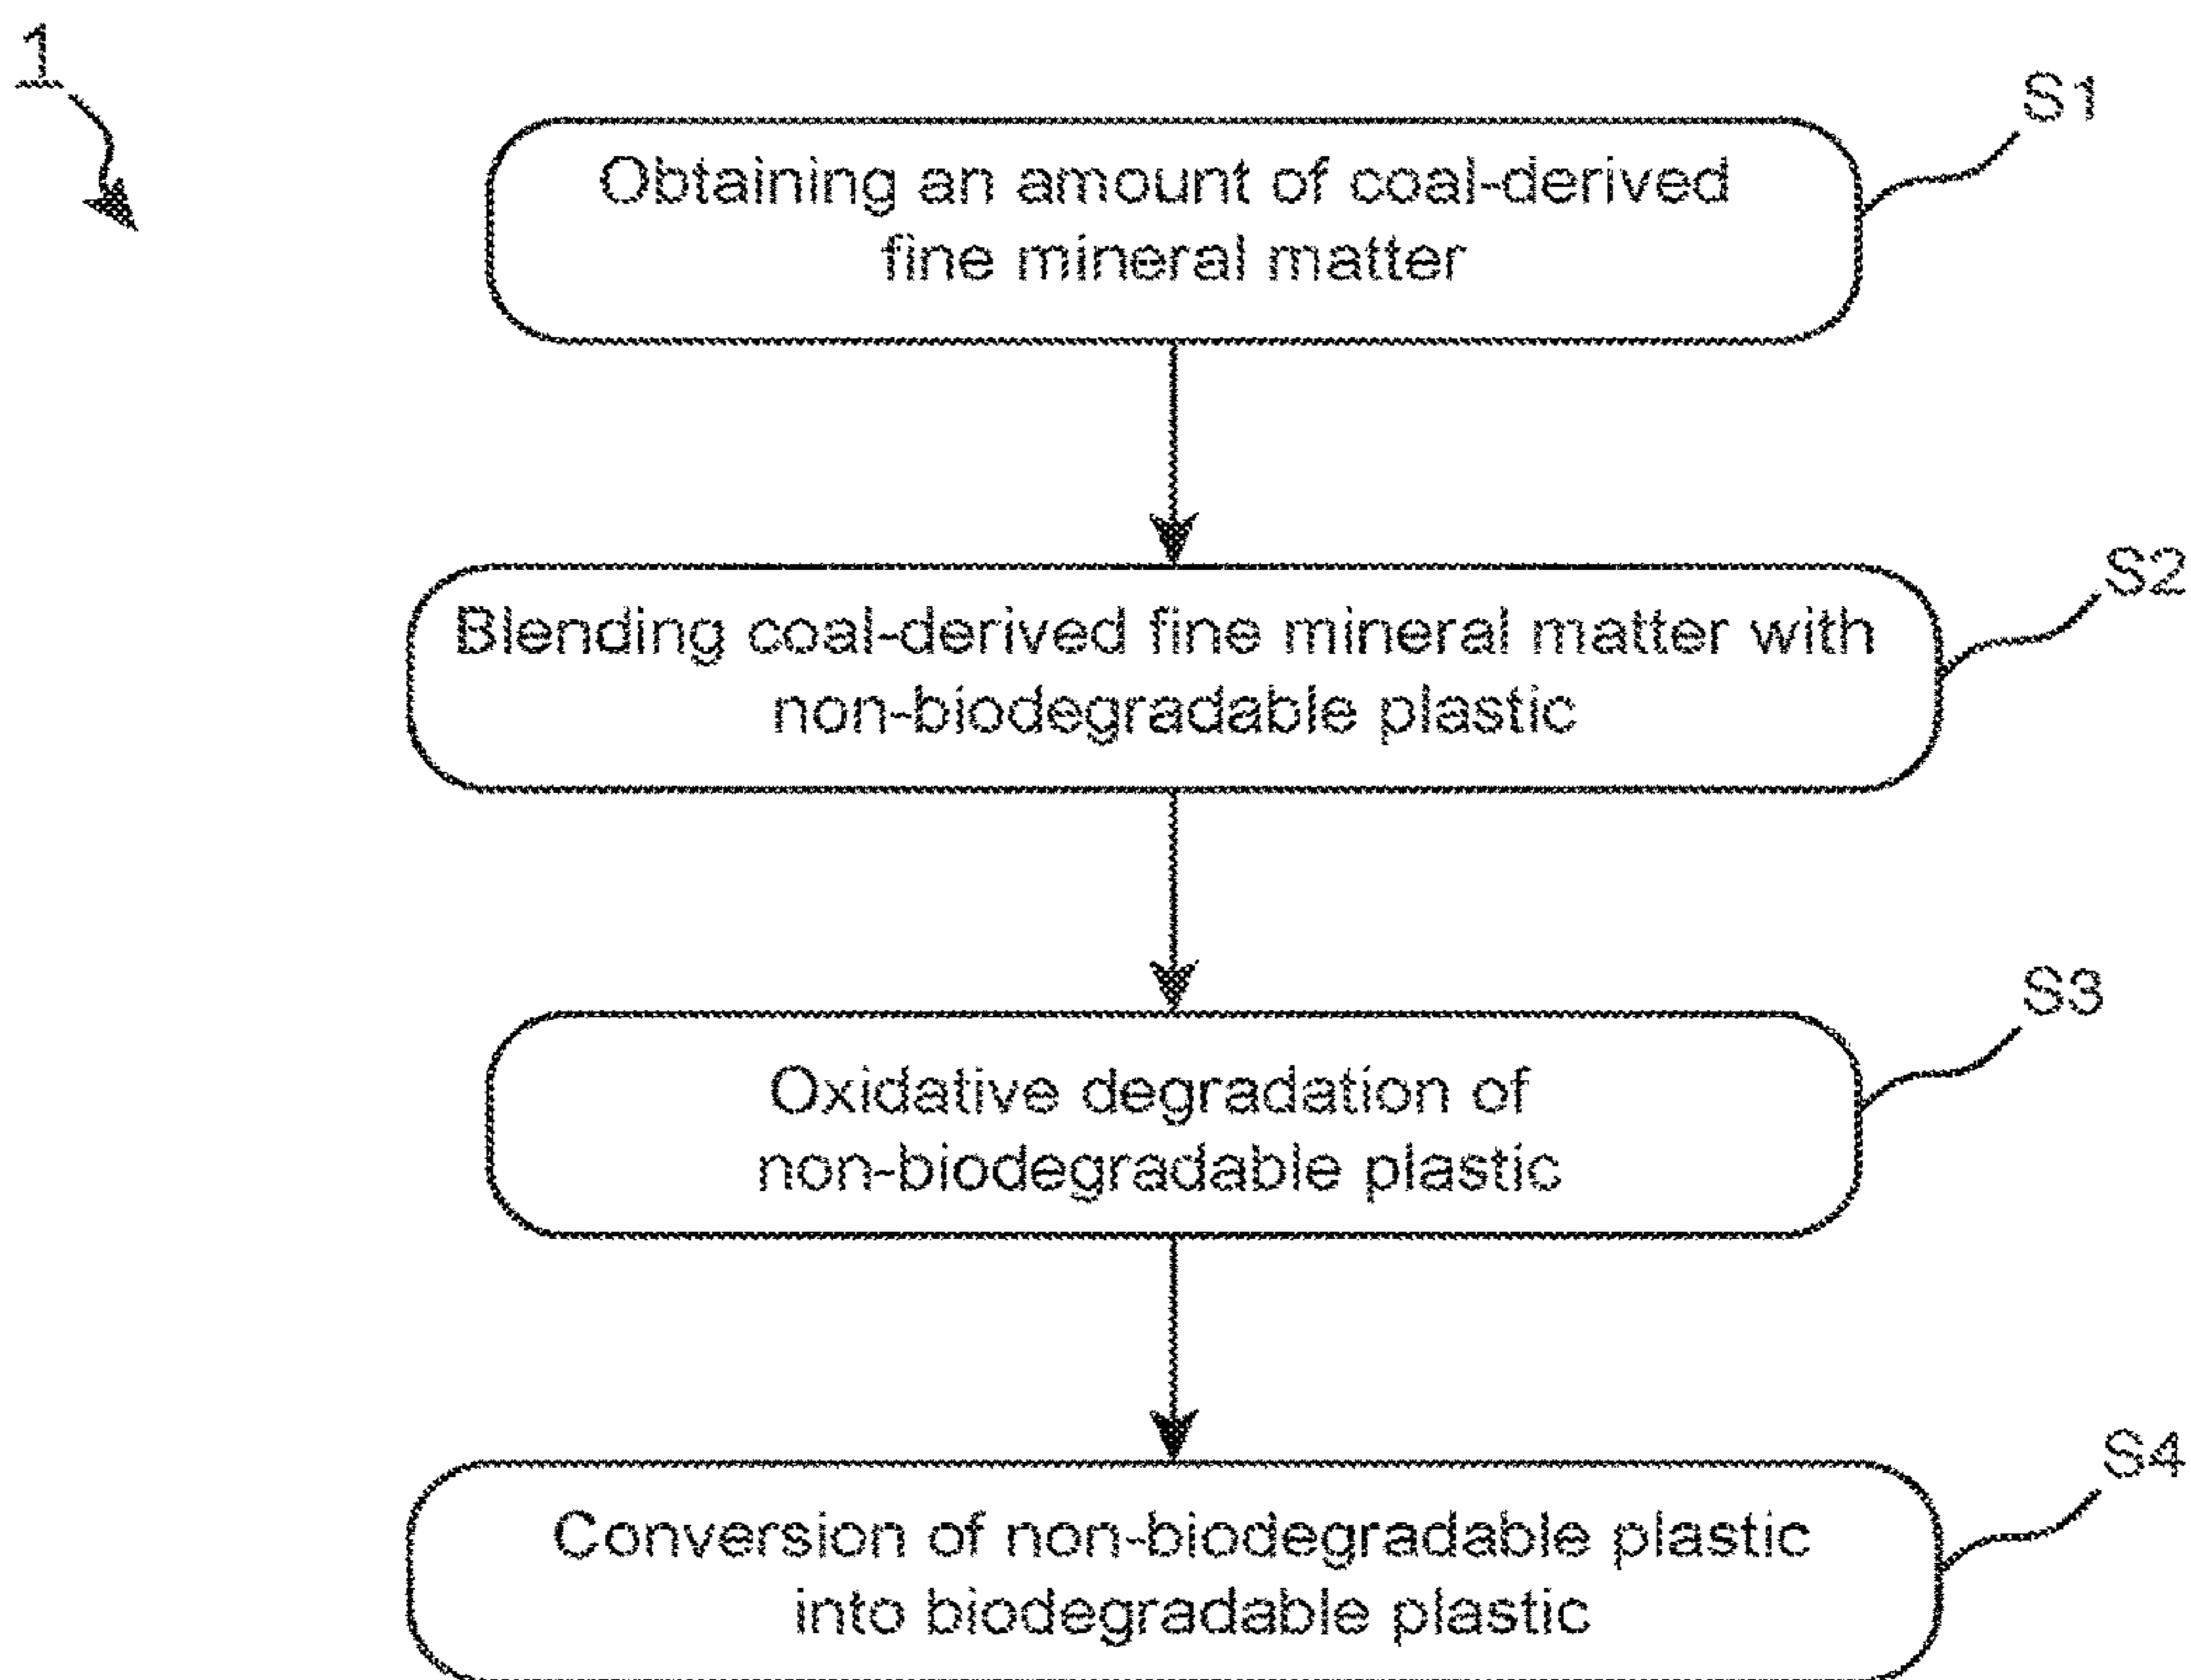 1
S1
Obtaining an amount of coal-derived
fine mineral matter
S2
Blending coal-derived fine mineral matter with
non-biodegradable plastic
S3
Oxidative degradation of
non-biodegradable plastic
S4
Conversion of non-biodegradable plastic
into biodegradable plastic